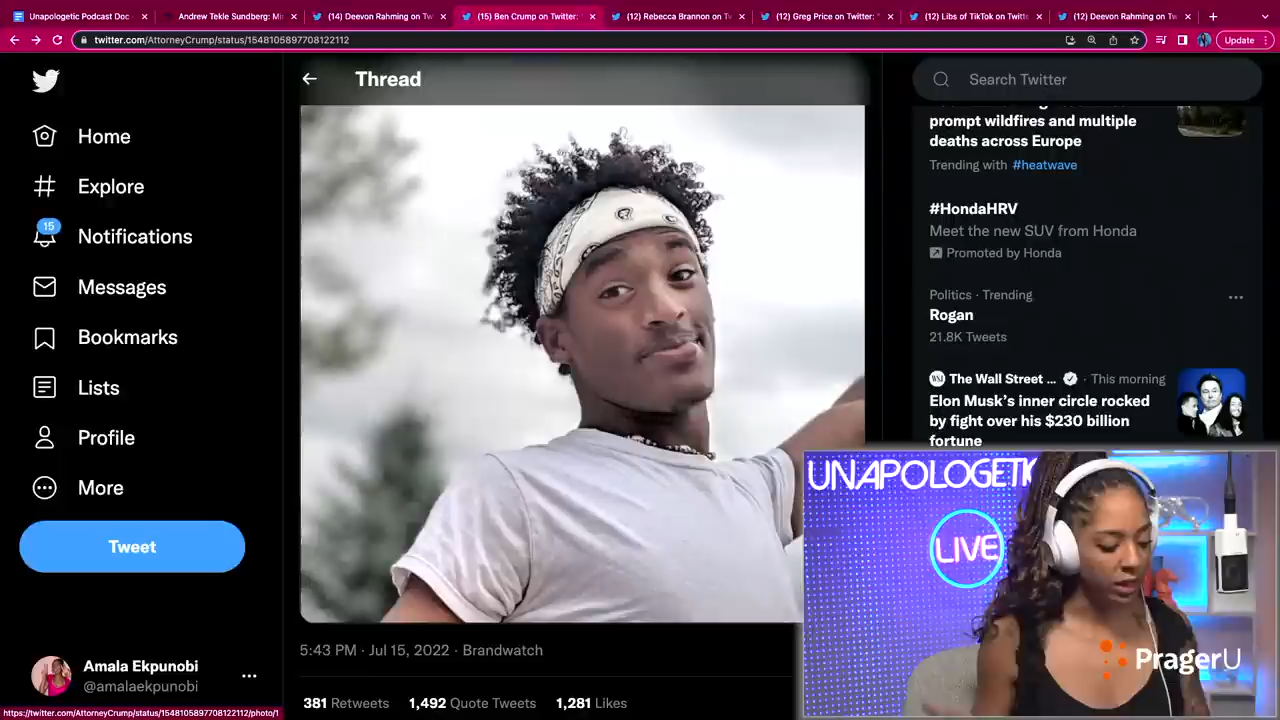 Unapologetic Podcast Doc
Andrew Tekle Sundberg: Mi
(14) Deevon Rahming on Tw
(15) Ben Crump on Twitter: "
(12) Rebecca Brannon on Tw
(12) Greg Price on Twitter: "
(12) Libs of TikTok on Twitte
(12) Deevon Rahming on Tw
twitter.com/AttorneyCrump/status/1548105897708122112
Update
Thread
Search Twitter
Home
Explore
15
Notifications
Messages
Bookmarks
Lists
Profile
More
Tweet
Amala Ekpunobi
@amalaekpunobi
https://twitter.com/AttorneyCrump/status/1548105897708122112/photo/1
5:43 PM · Jul 15, 2022 · Brandwatch
381 Retweets 1,492 Quote Tweets 1,281 Likes
prompt wildfires and multiple
deaths across Europe
Trending with #heatwave
#HondaHRV
Meet the new SUV from Honda
Promoted by Honda
Politics · Trending
Rogan
21.8K Tweets
The Wall Street ... · This morning
Elon Musk's inner circle rocked
by fight over his $230 billion
fortune
UNAPOLOGETIC
LIVE
PragerU